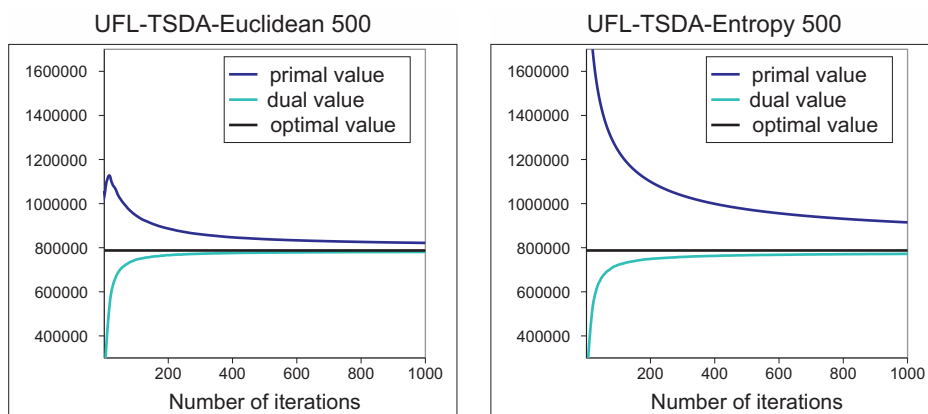 UFL-TSDA-Euclidean 500
1600000
1400000
1200000
1000000
800000
600000
400000
200
400
600
800
1000
primal value
dual value
optimal value
Number of iterations
UFL-TSDA-Entropy 500
1600000
1400000
1200000
1000000
800000
600000
400000
200
400
600
800
1000
primal value
dual value
optimal value
Number of iterations